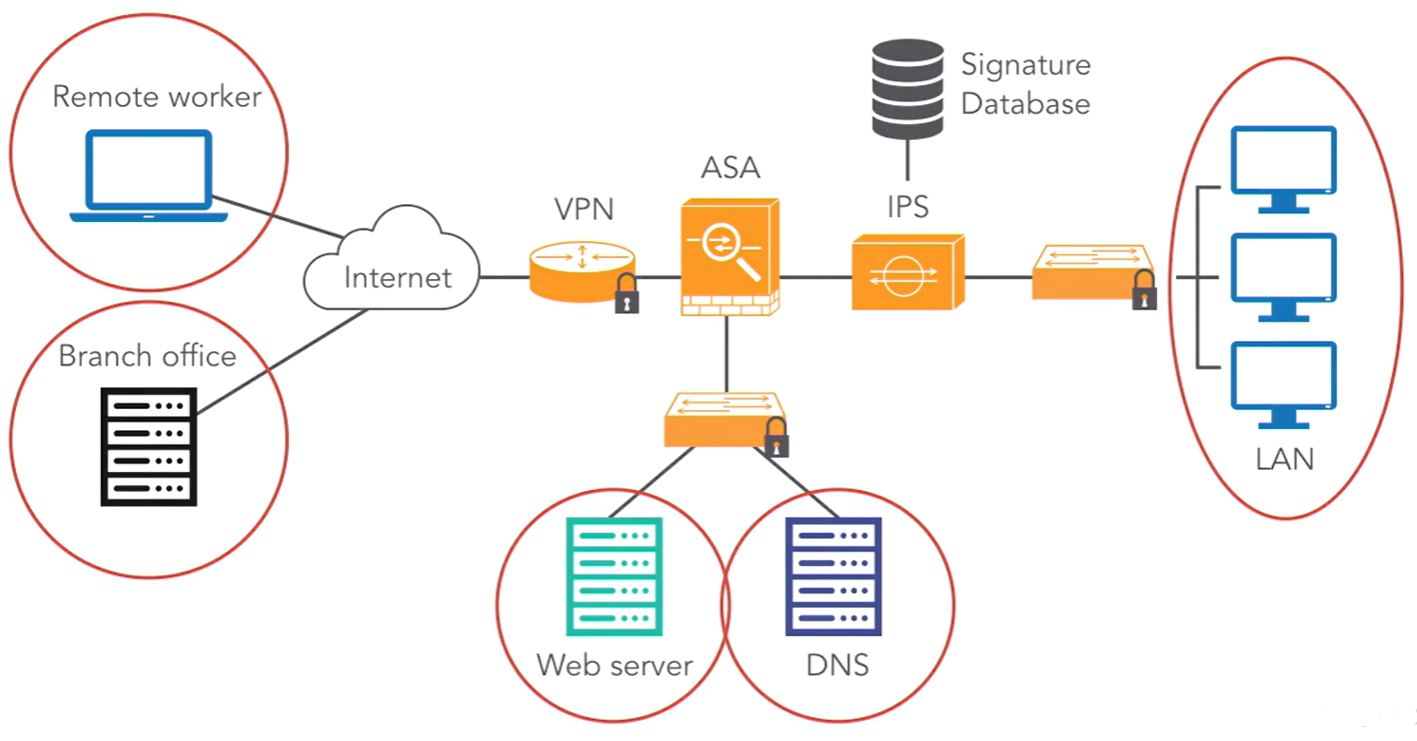 Remote worker
Signature
Database
ASA
VPN
IPS
Internet
Branch office
LAN
Web server
DNS